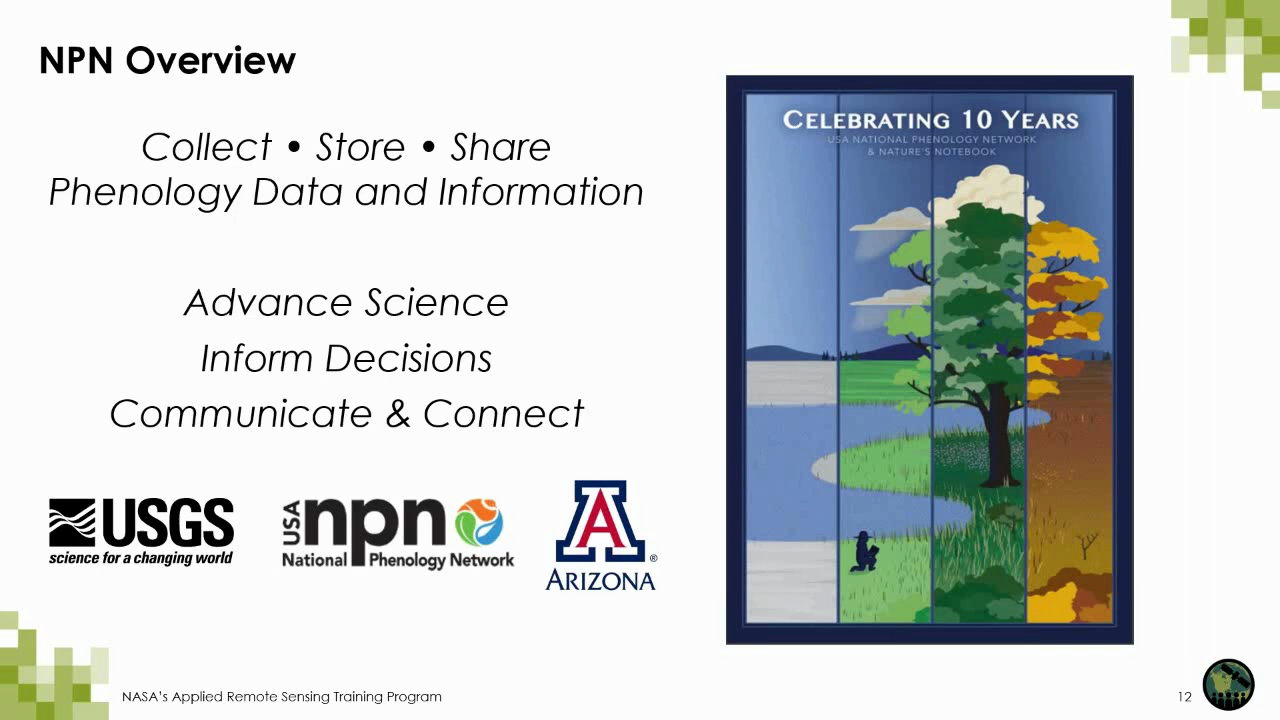 NPN Overview
Collect • Store • Share
Phenology Data and Information
Advance Science
Inform Decisions
Communicate & Connect
USGS
science for a changing world
USA npn
National Phenology Network
A
®
ARIZONA
CELEBRATING 10 YEARS
USA NATIONAL PHENOLOGY NETWORK
& NATURE'S NOTEBOOK
NASA's Applied Remote Sensing Training Program
12